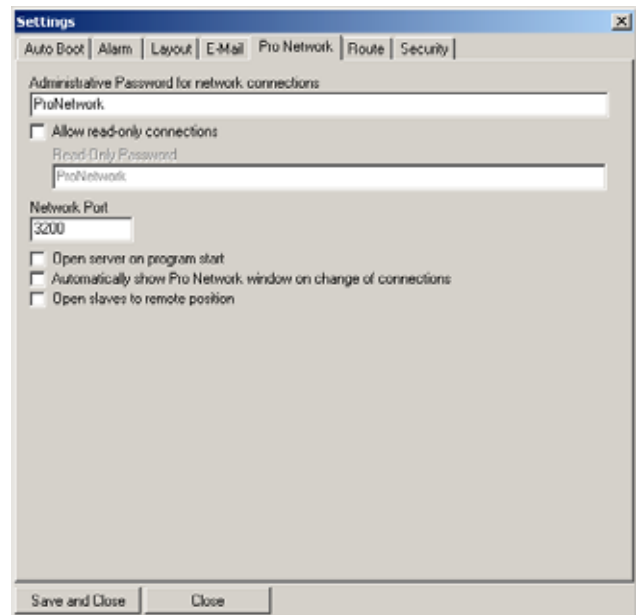 Settings
Auto Boot Alarm Layout E-Mail Pro Network Route Security
Administrative Password for network connections
ProNetwork
Allow read-only connections
Read-Only Password
ProNetwork
Network Port
3200
Open server on program start
Automatically show Pro Network window on change of connections
Open slaves to remote position
Save and Close Close